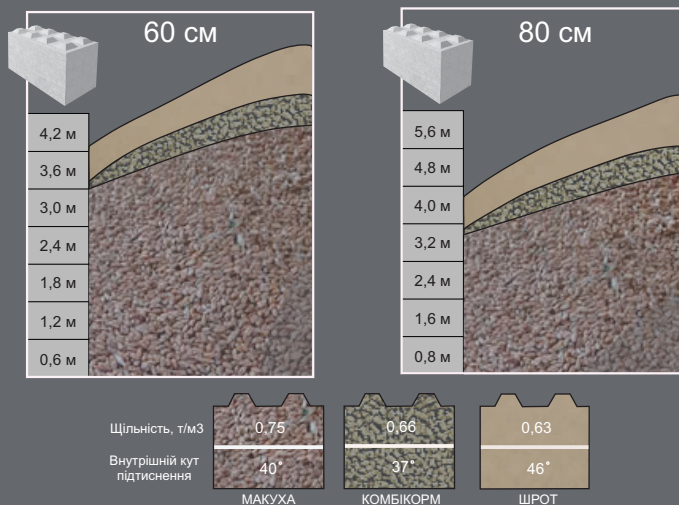 60 см
4,2 м
3,6 м
3,0 м
2,4 м
1,8 м
1,2 м
0,6 м
80 см
5,6 м
4,8 м
4,0 м
3,2 м
2,4 м
1,6 м
0,8 м
Щільність, т/м3
0,75
0,66
0,63
Внутрішній кут
підтиснення
40°
37°
46°
МАКУХА
КОМБІКОРМ
ШРОТ